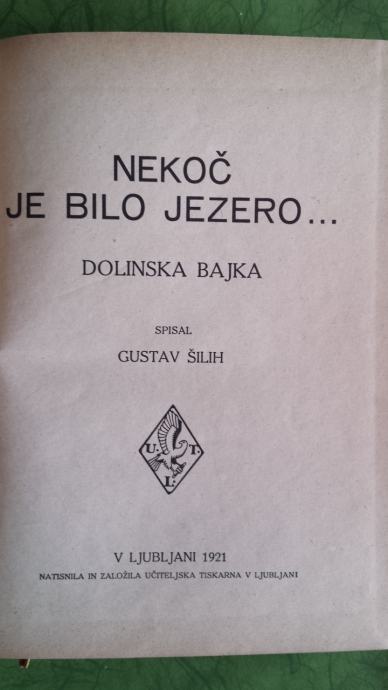 NEKOČ
JE BILO JEZERO...
DOLINSKA BAJKA
SPISAL
GUSTAV ŠILIH
U. T.
L.
V LJUBLJANI 1921
NATISNILA IN ZALOŽILA UČITELJSKA TISKARNA V LJUBLJANI